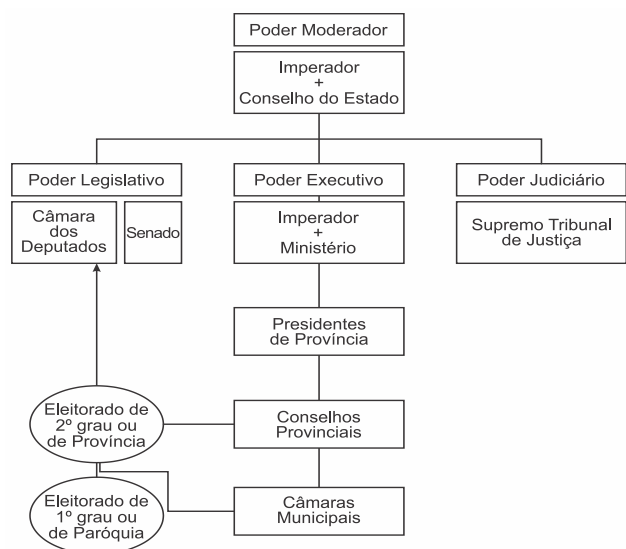 Poder Moderador
Imperador
+
Conselho do Estado
Poder Legislativo
Poder Executivo
Poder Judiciário
Câmara
dos
Deputados
Senado
Imperador
+
Ministério
Supremo Tribunal
de Justiça
Presidentes
de Província
Eleitorado de
2º grau ou
de Província
Conselhos
Provinciais
Eleitorado de
1º grau ou
de Paróquia
Câmaras
Municipais